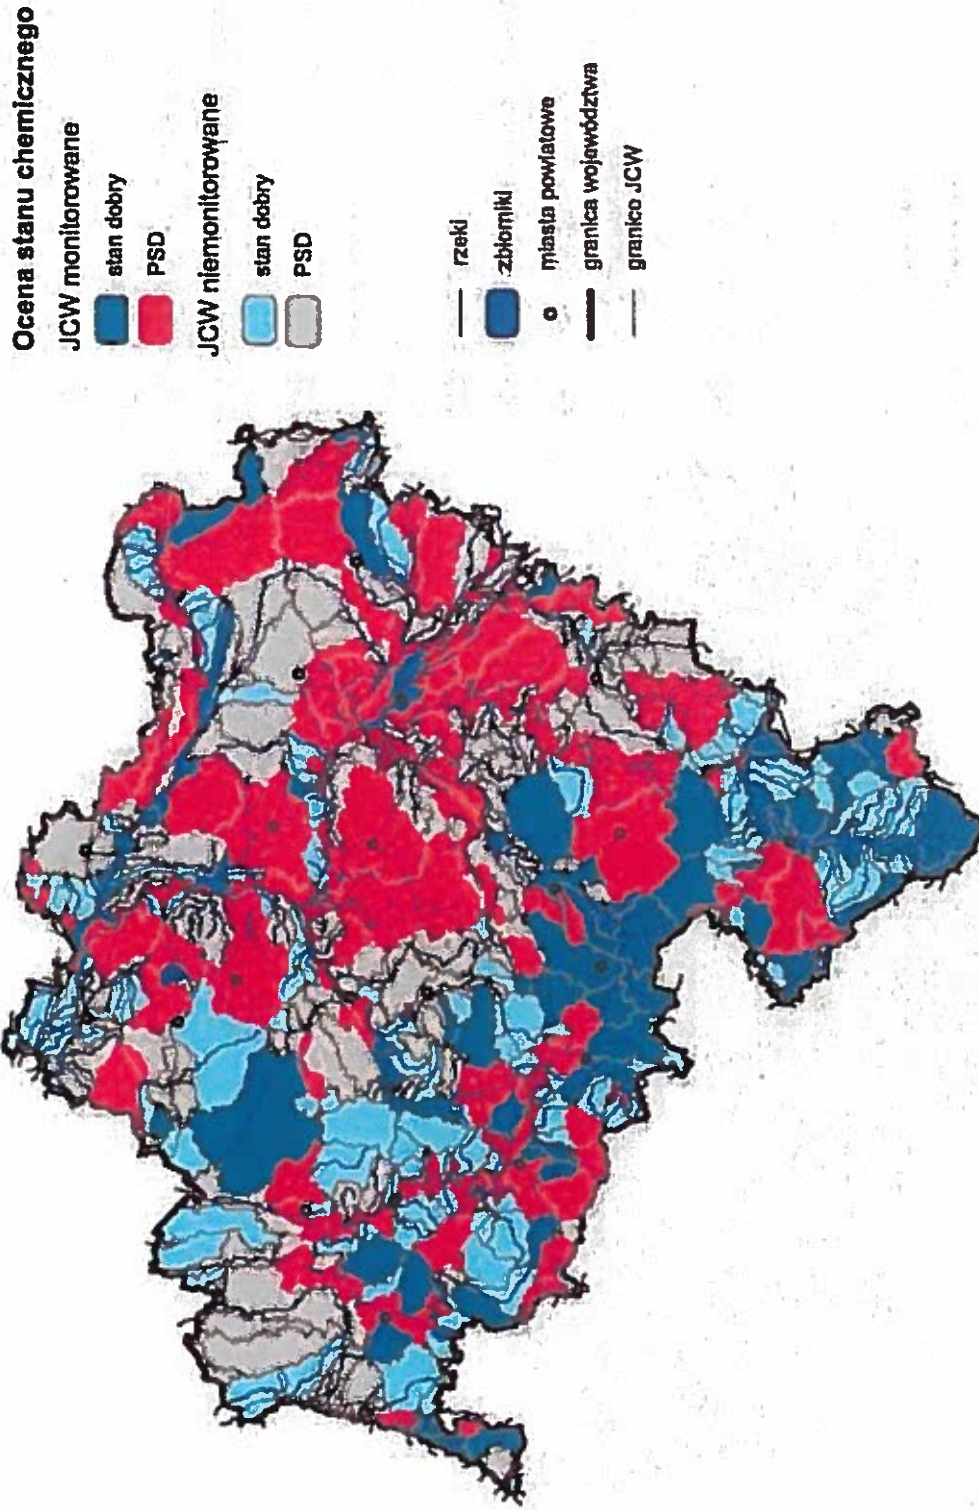 Ocena stanu chemicznego
JCW monitorowane
stan dobry
PSD
JCW niemonitorowane
stan dobry
PSD
rzeki
zbiorniki
miasta powiatowe
granica województwa
granice JCW